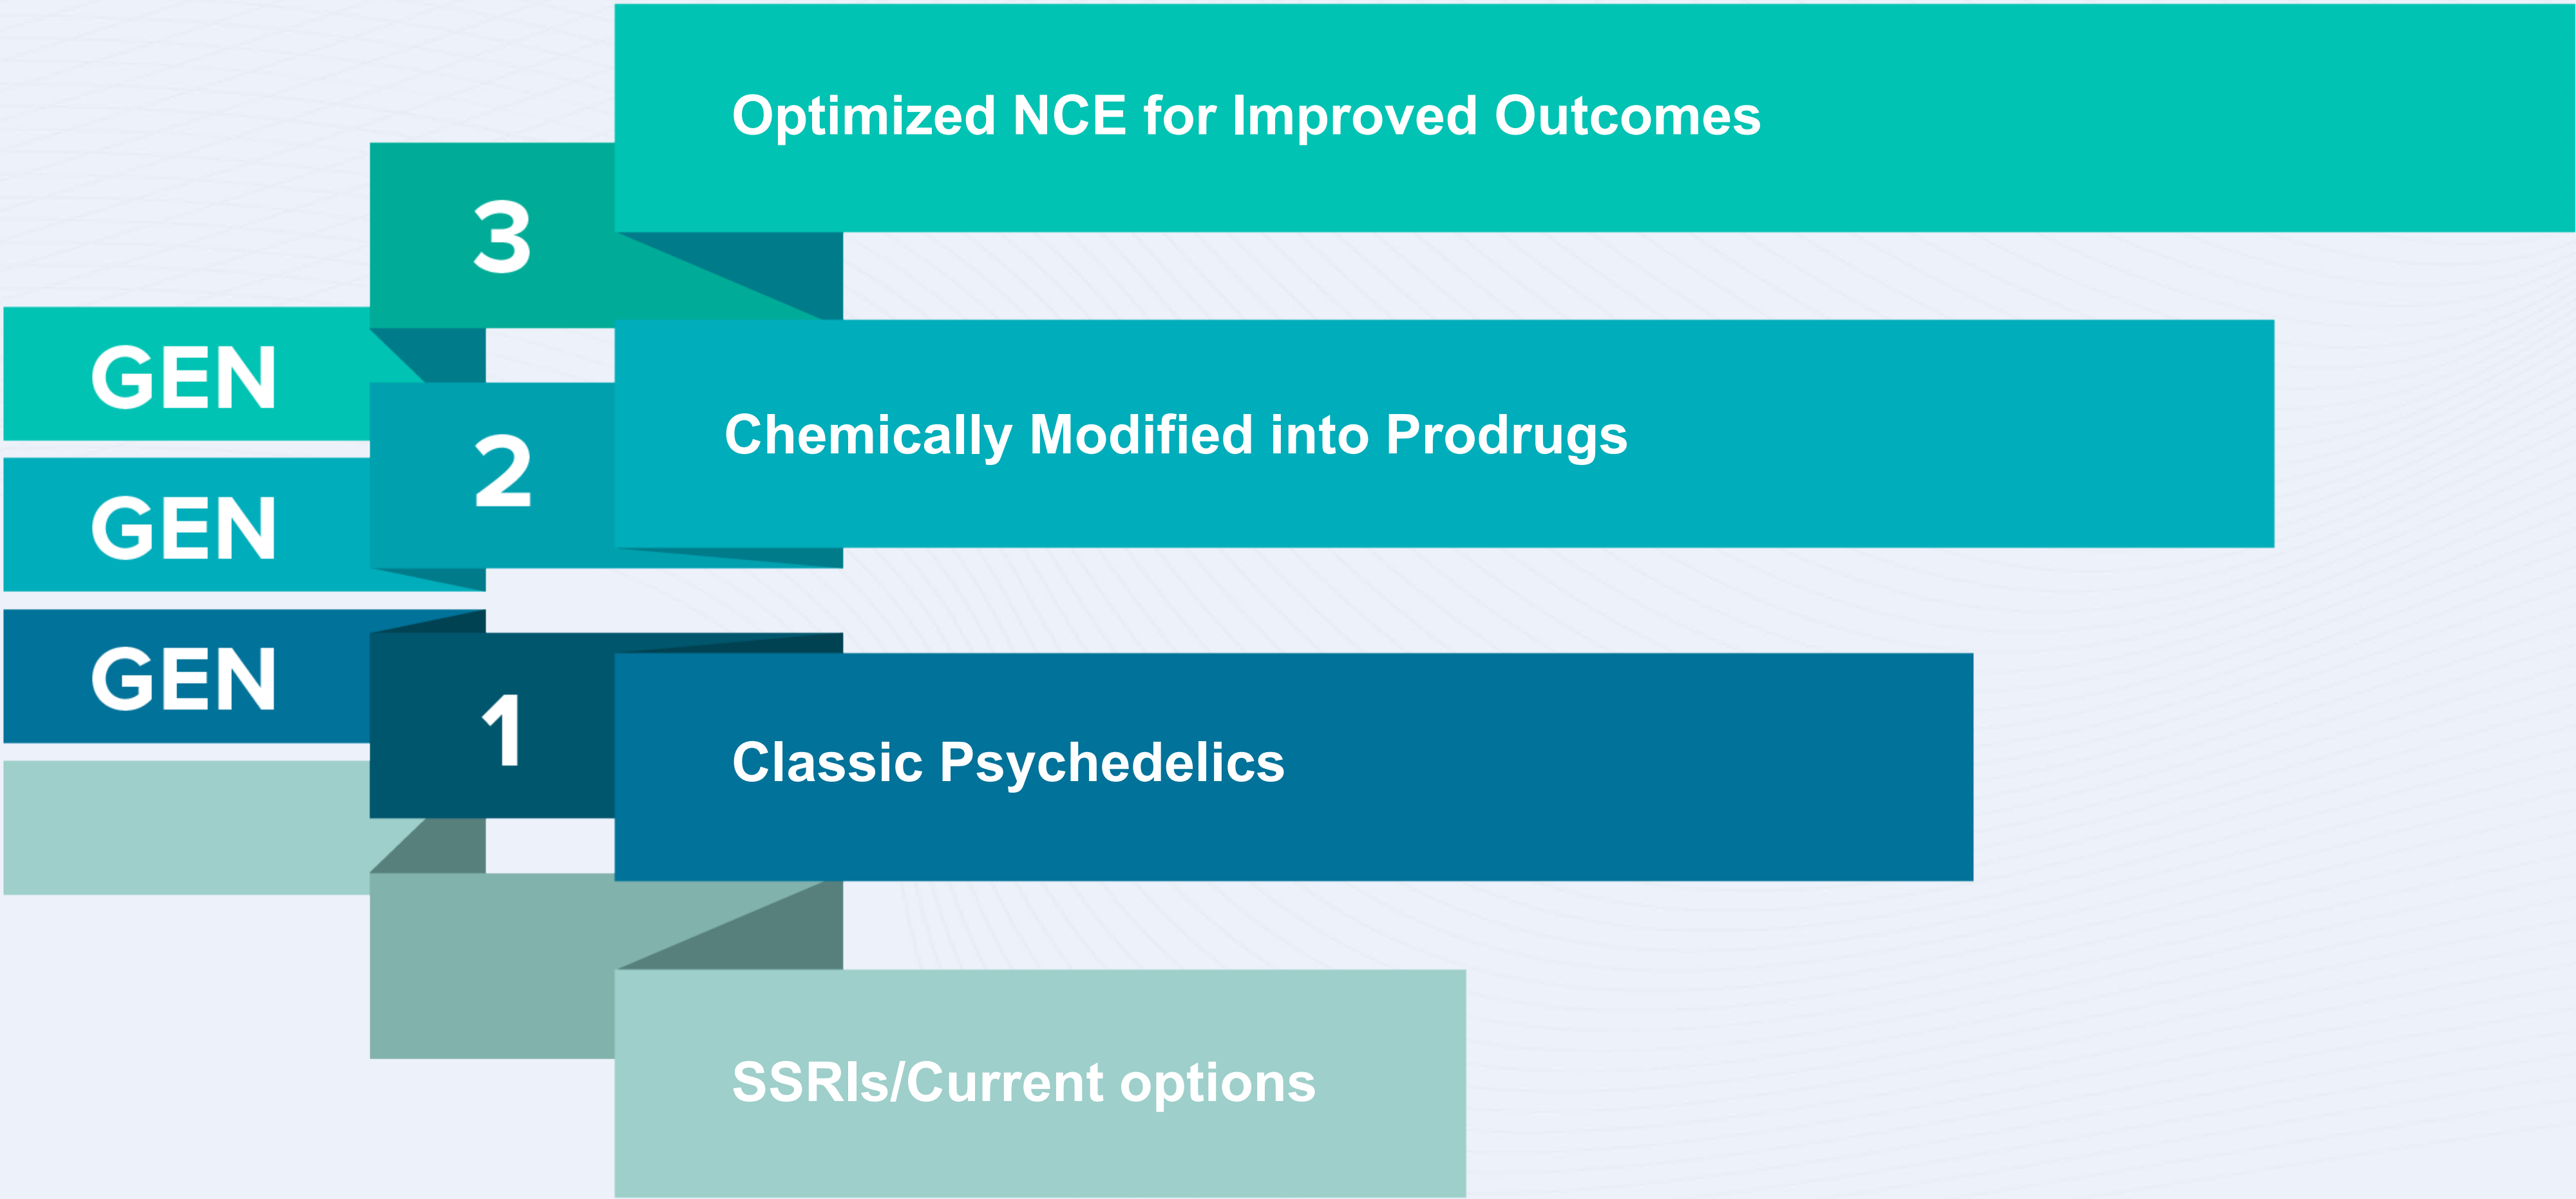 GEN 3 Optimized NCE for Improved Outcomes
GEN 2 Chemically Modified into Prodrugs
GEN 1 Classic Psychedelics
SSRIs/Current options